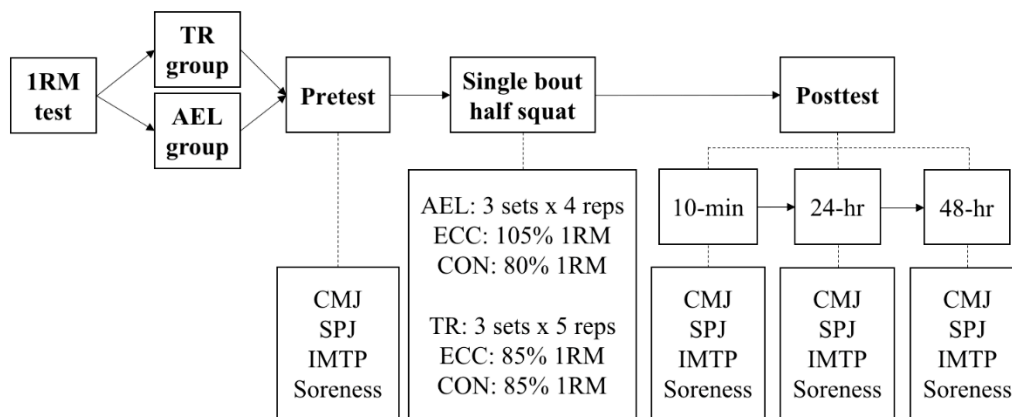 1RM
test
TR
group
AEL
group
Pretest
Single bout
half squat
Posttest
AEL: 3 sets x 4 reps
ECC: 105% 1RM
CON: 80% 1RM
TR: 3 sets x 5 reps
ECC: 85% 1RM
CON: 85% 1RM
10-min
24-hr
48-hr
CMJ
SPJ
IMTP
Soreness
CMJ
SPJ
IMTP
Soreness
CMJ
SPJ
IMTP
Soreness
CMJ
SPJ
IMTP
Soreness